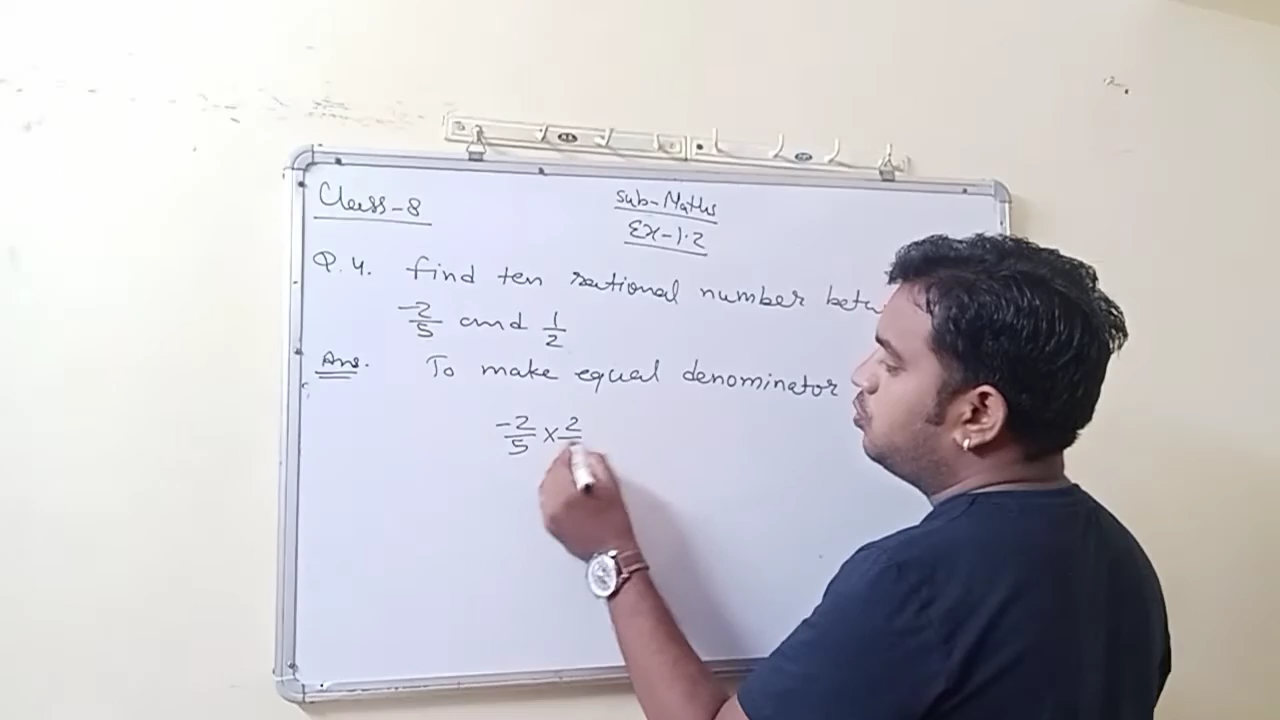 Class-8
Sub-Maths
Ex-1.2
Q.4. find ten rational number betw
-2/5 and 1/2
Ans. To make equal denominator
-2/5 × 2/